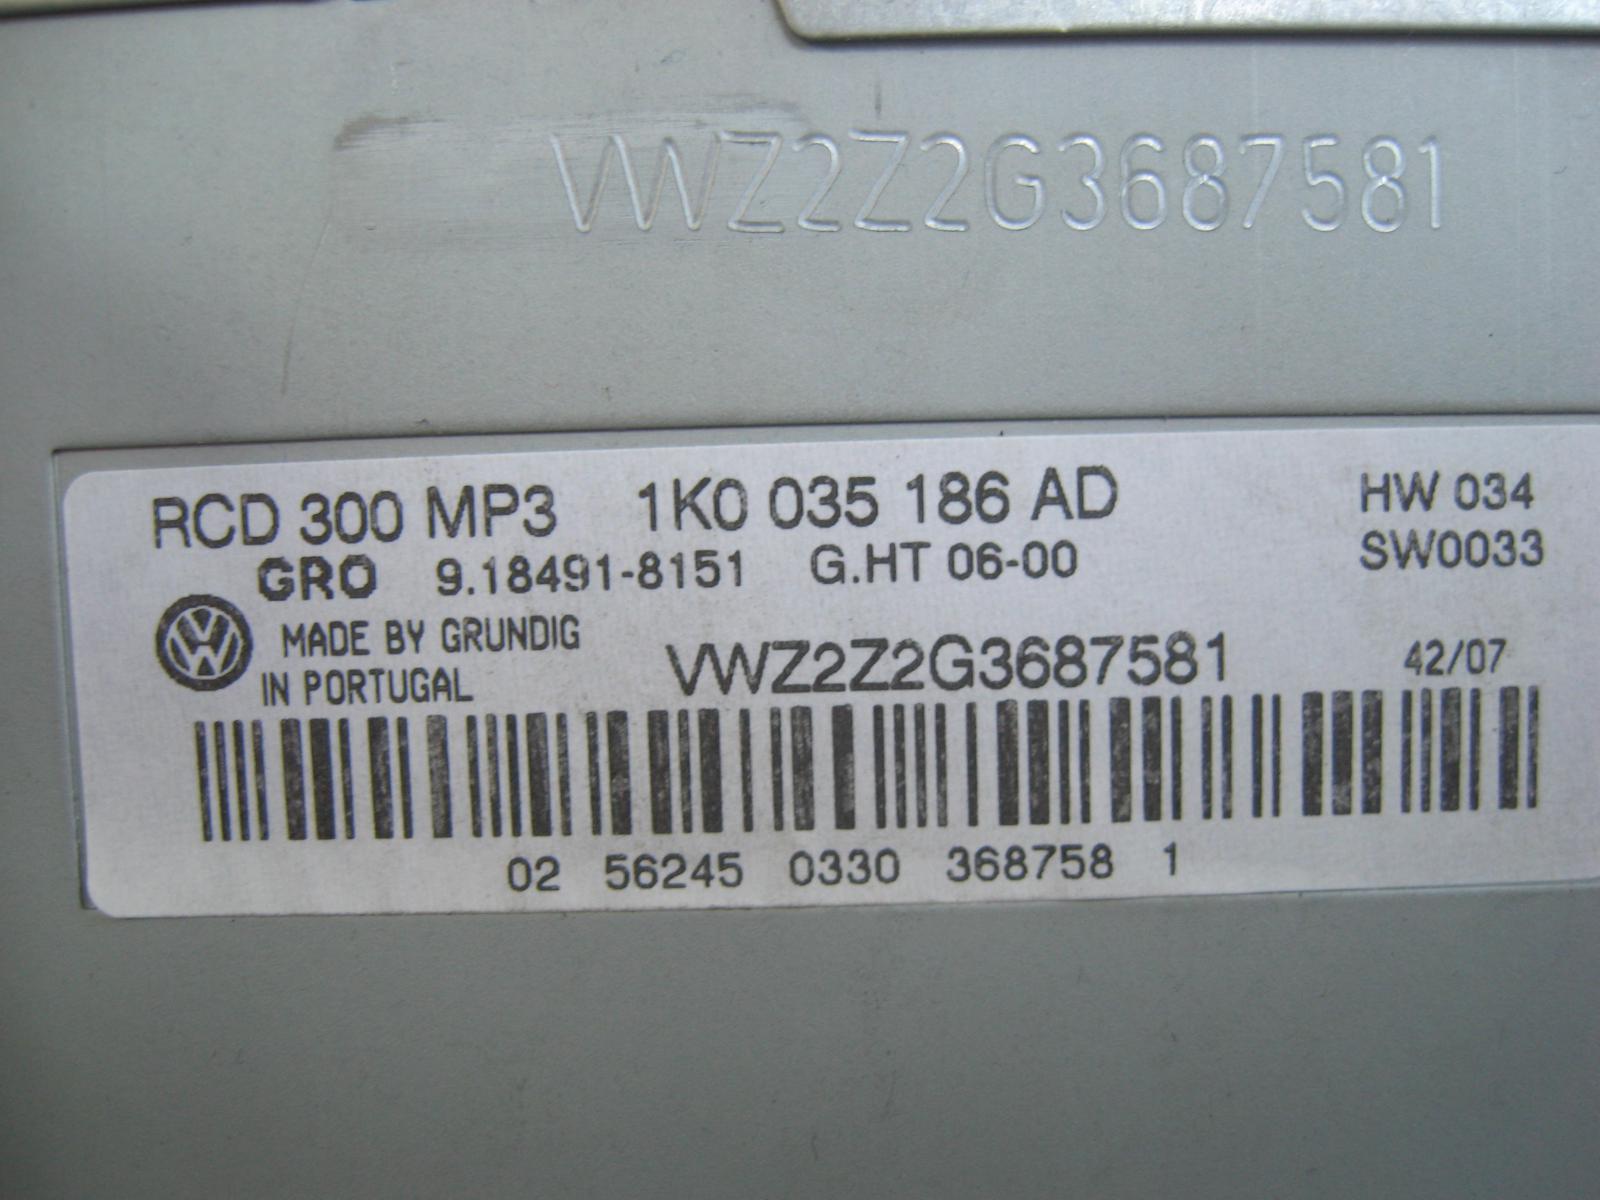 VWZ2Z2G3687581
RCD 300 MP3 1K0 035 186 AD HW 034
GRO 9.18491-8151 G.HT 06-00 SW0033
MADE BY GRUNDIG
IN PORTUGAL
VWZ2Z2G3687581 42/07
02 56245 0330 368758 1